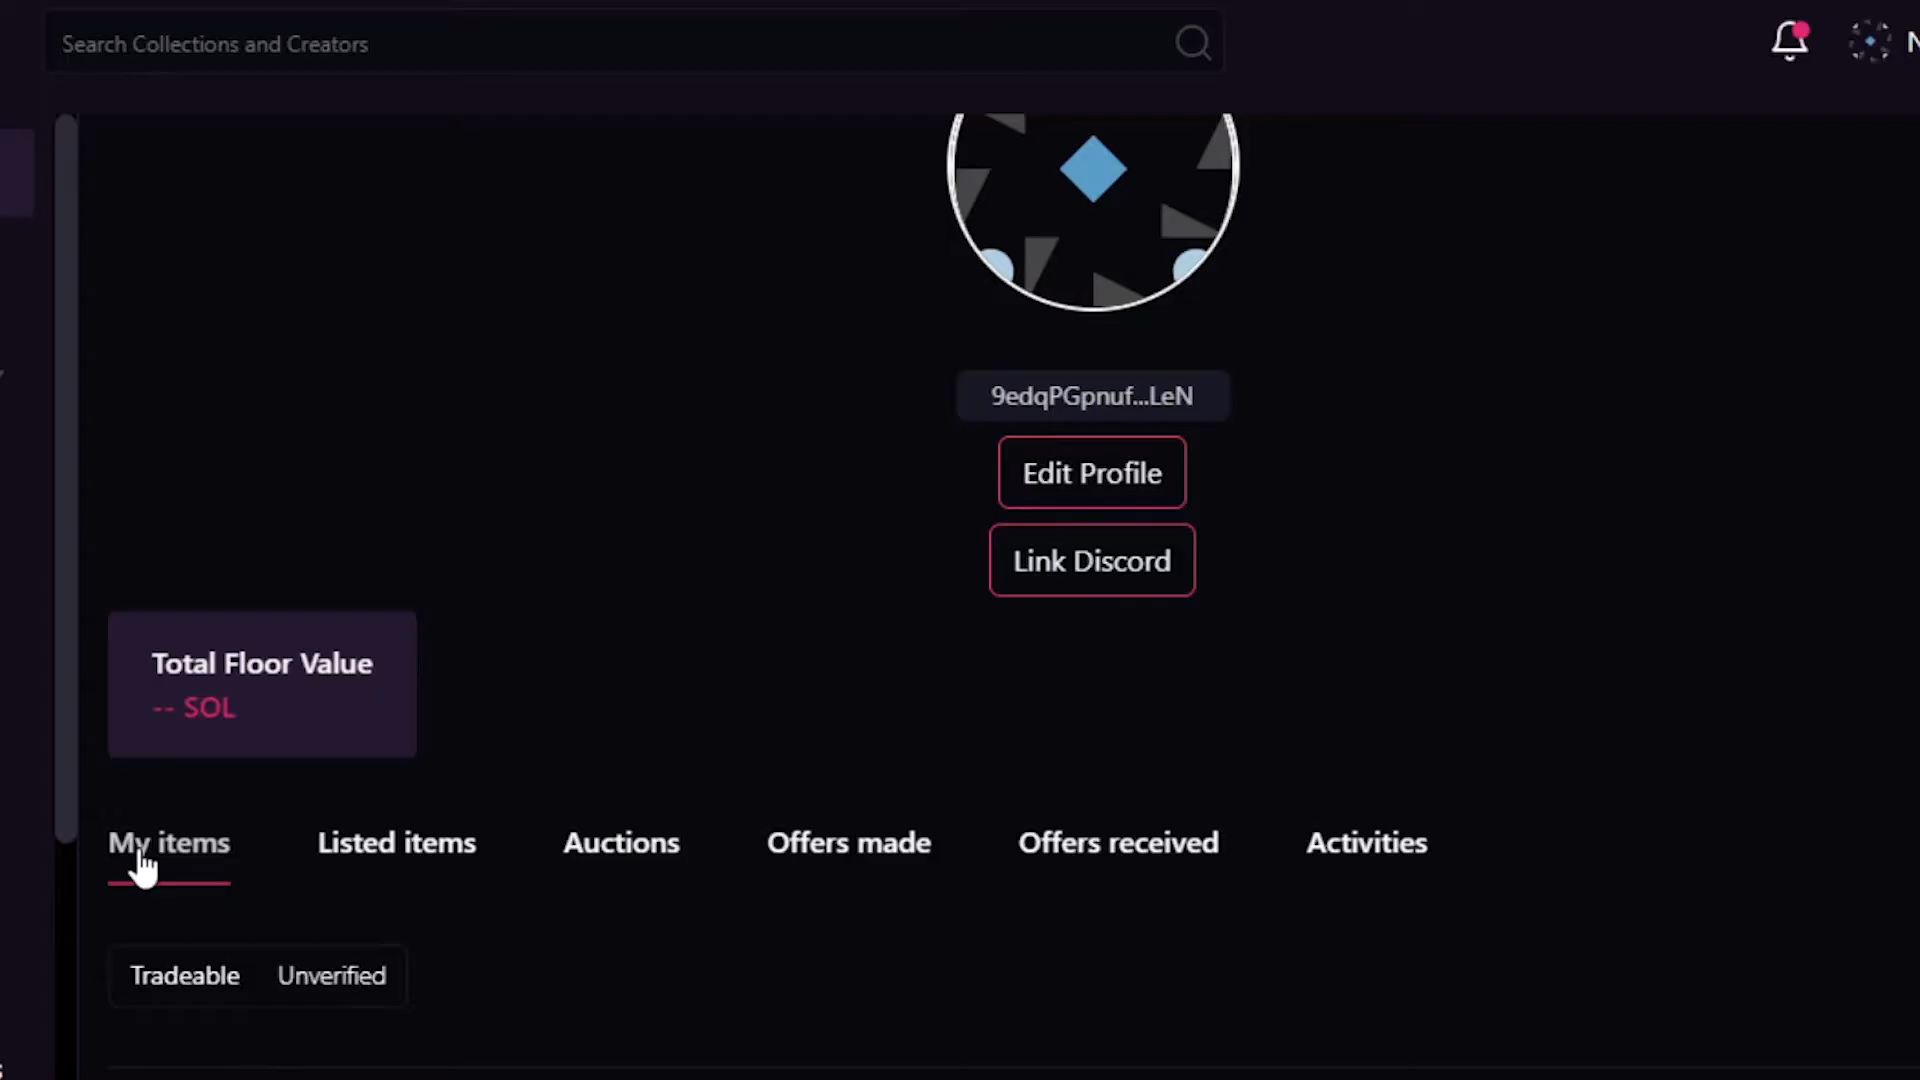 Search Collections and Creators
9edqPGpnuf...LeN
Edit Profile
Link Discord
Total Floor Value
-- SOL
My items
Listed items
Auctions
Offers made
Offers received
Activities
Tradeable
Unverified